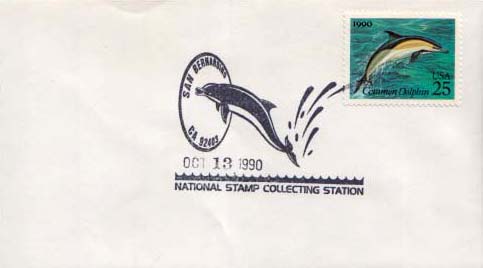 1990
USA
Common Dolphin 25
SAN BERNARDINO
CA 92403
OCT 13 1990
NATIONAL STAMP COLLECTING STATION